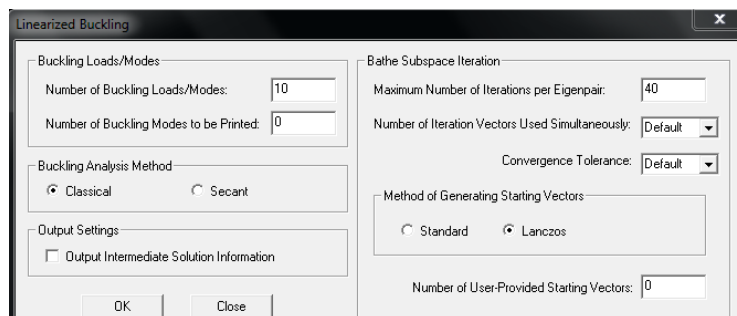 Linearized Buckling
x
Buckling Loads/Modes
Number of Buckling Loads/Modes: 10
Number of Buckling Modes to be Printed: 0
Buckling Analysis Method
Classical Secant
Output Settings
Output Intermediate Solution Information
OK Close
Bathe Subspace Iteration
Maximum Number of Iterations per Eigenpair: 40
Number of Iteration Vectors Used Simultaneously: Default
Convergence Tolerance: Default
Method of Generating Starting Vectors
Standard Lanczos
Number of User-Provided Starting Vectors: 0